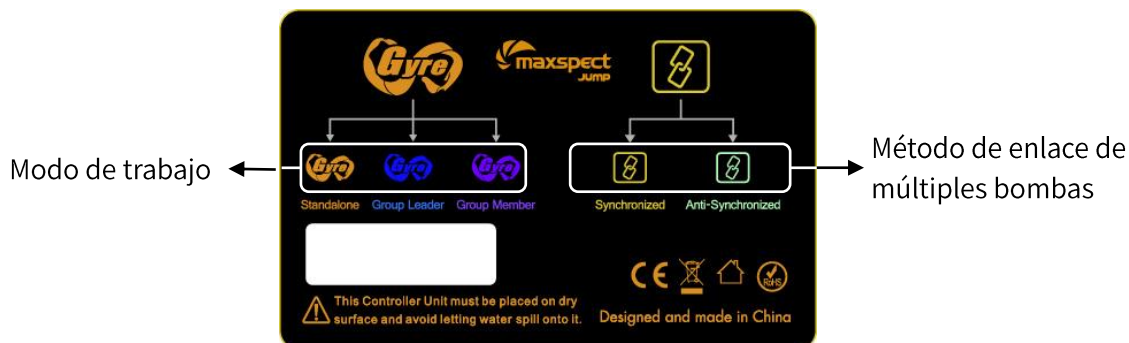 Gyre
maxspect
JUMP
Modo de trabajo
Gyre Gyre Gyre
Standalone Group Leader Group Member
Synchronized Anti-Synchronized
Método de enlace de
múltiples bombas
CE RoHS
This Controller Unit must be placed on dry
surface and avoid letting water spill onto it.
Designed and made in China